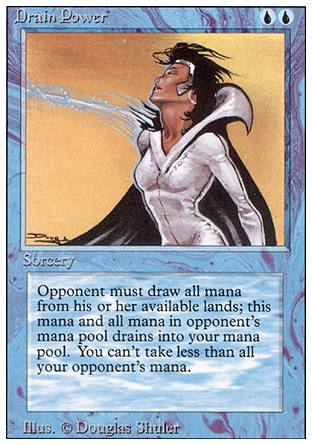 Drain Power
Sorcery
Opponent must draw all mana
from his or her available lands; this
mana and all mana in opponent's
mana pool drains into your mana
pool. You can't take less than all
your opponent's mana.
Illus. © Douglas Shuler